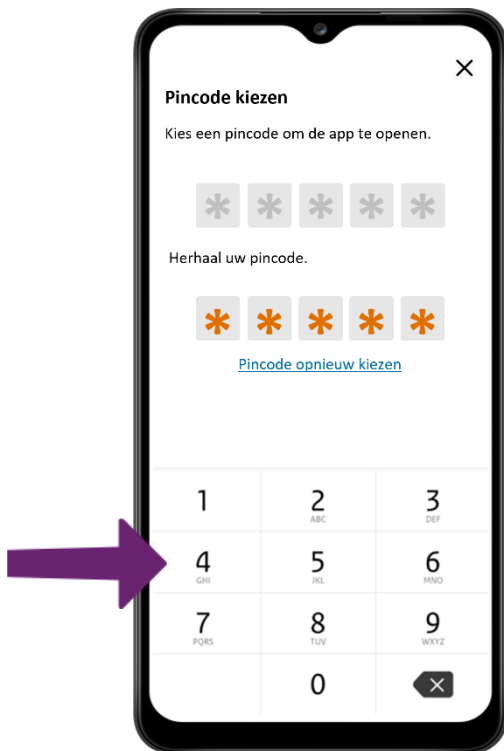 Pincode kiezen
Kies een pincode om de app te openen.
* * * * *
Herhaal uw pincode.
* * * * *
Pincode opnieuw kiezen
1 2 3
ABC DEF
4 5 6
GHI JKL MNO
7 8 9
PQRS TUV WXYZ
0